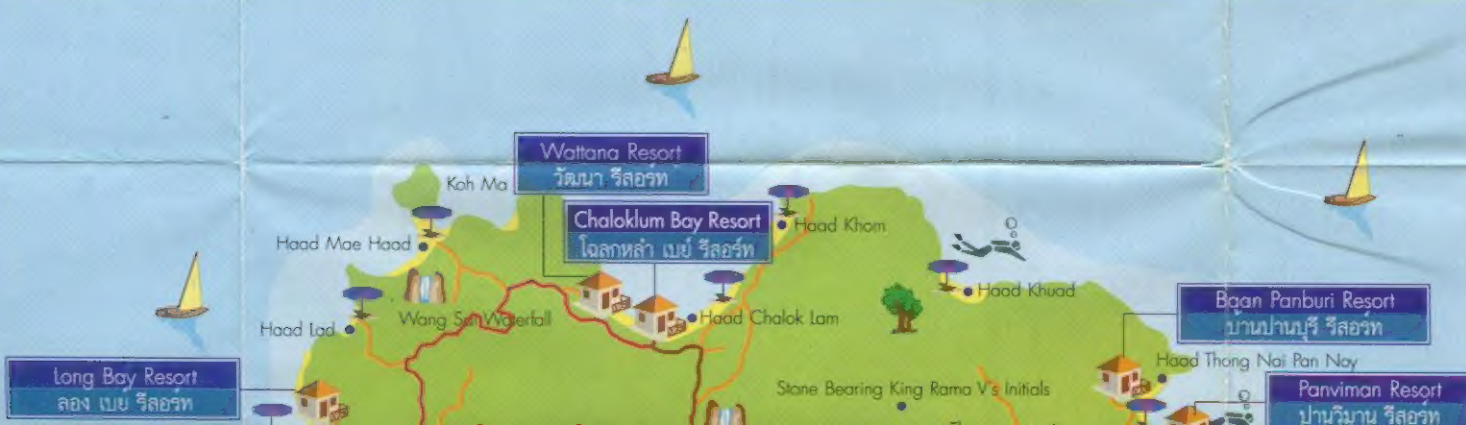 Wattana Resort
วัฒนา รีสอร์ท
Koh Ma
Chaloklum Bay Resort
โฉลกหลำ เบย์ รีสอร์ท
Haad Khom
Haad Mae Haad
Haad Khuad
Baan Panburi Resort
บ้านปานบุรี รีสอร์ท
Wang Sai Waterfall
Haad Chalok Lam
Haad Lad
Haad Thong Nai Pan Noy
Long Bay Resort
ลอง เบย์ รีสอร์ท
Stone Bearing King Rama V's Initials
Panviman Resort
ปานวิมาน รีสอร์ท